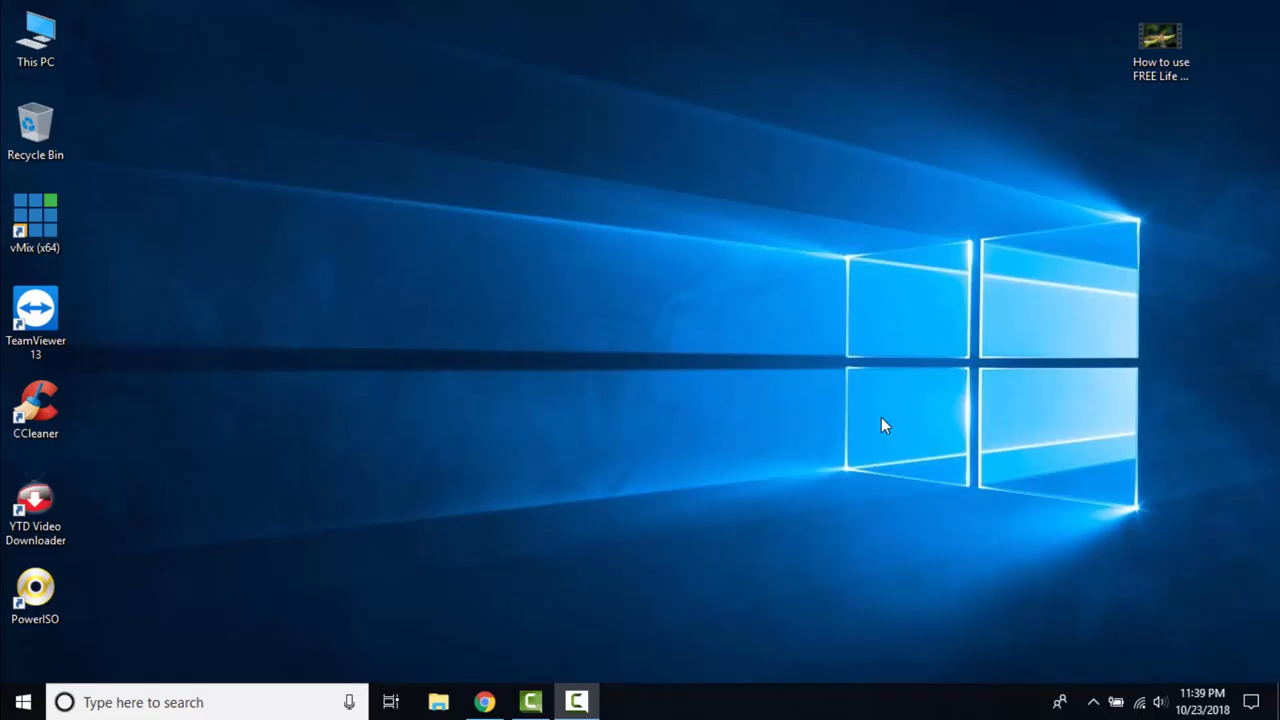 This PC
Recycle Bin
vMix (x64)
TeamViewer
13
CCleaner
YTD Video
Downloader
PowerISO
How to use
FREE Life ...
Type here to search
11:39 PM
10/23/2018